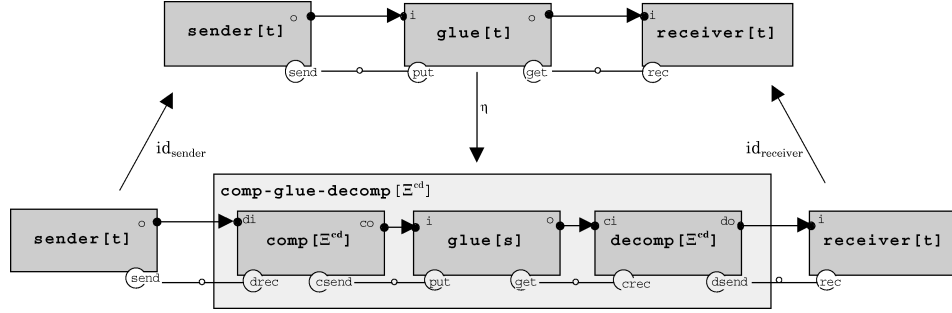 o i o i
sender[t] glue[t] receiver[t]
send put get rec
η
id_sender id_receiver
comp-glue-decomp[Ξ^cd]
o di co i o ci do i
sender[t] comp[Ξ^cd] glue[s] decomp[Ξ^cd] receiver[t]
send drec csend put get crec dsend rec